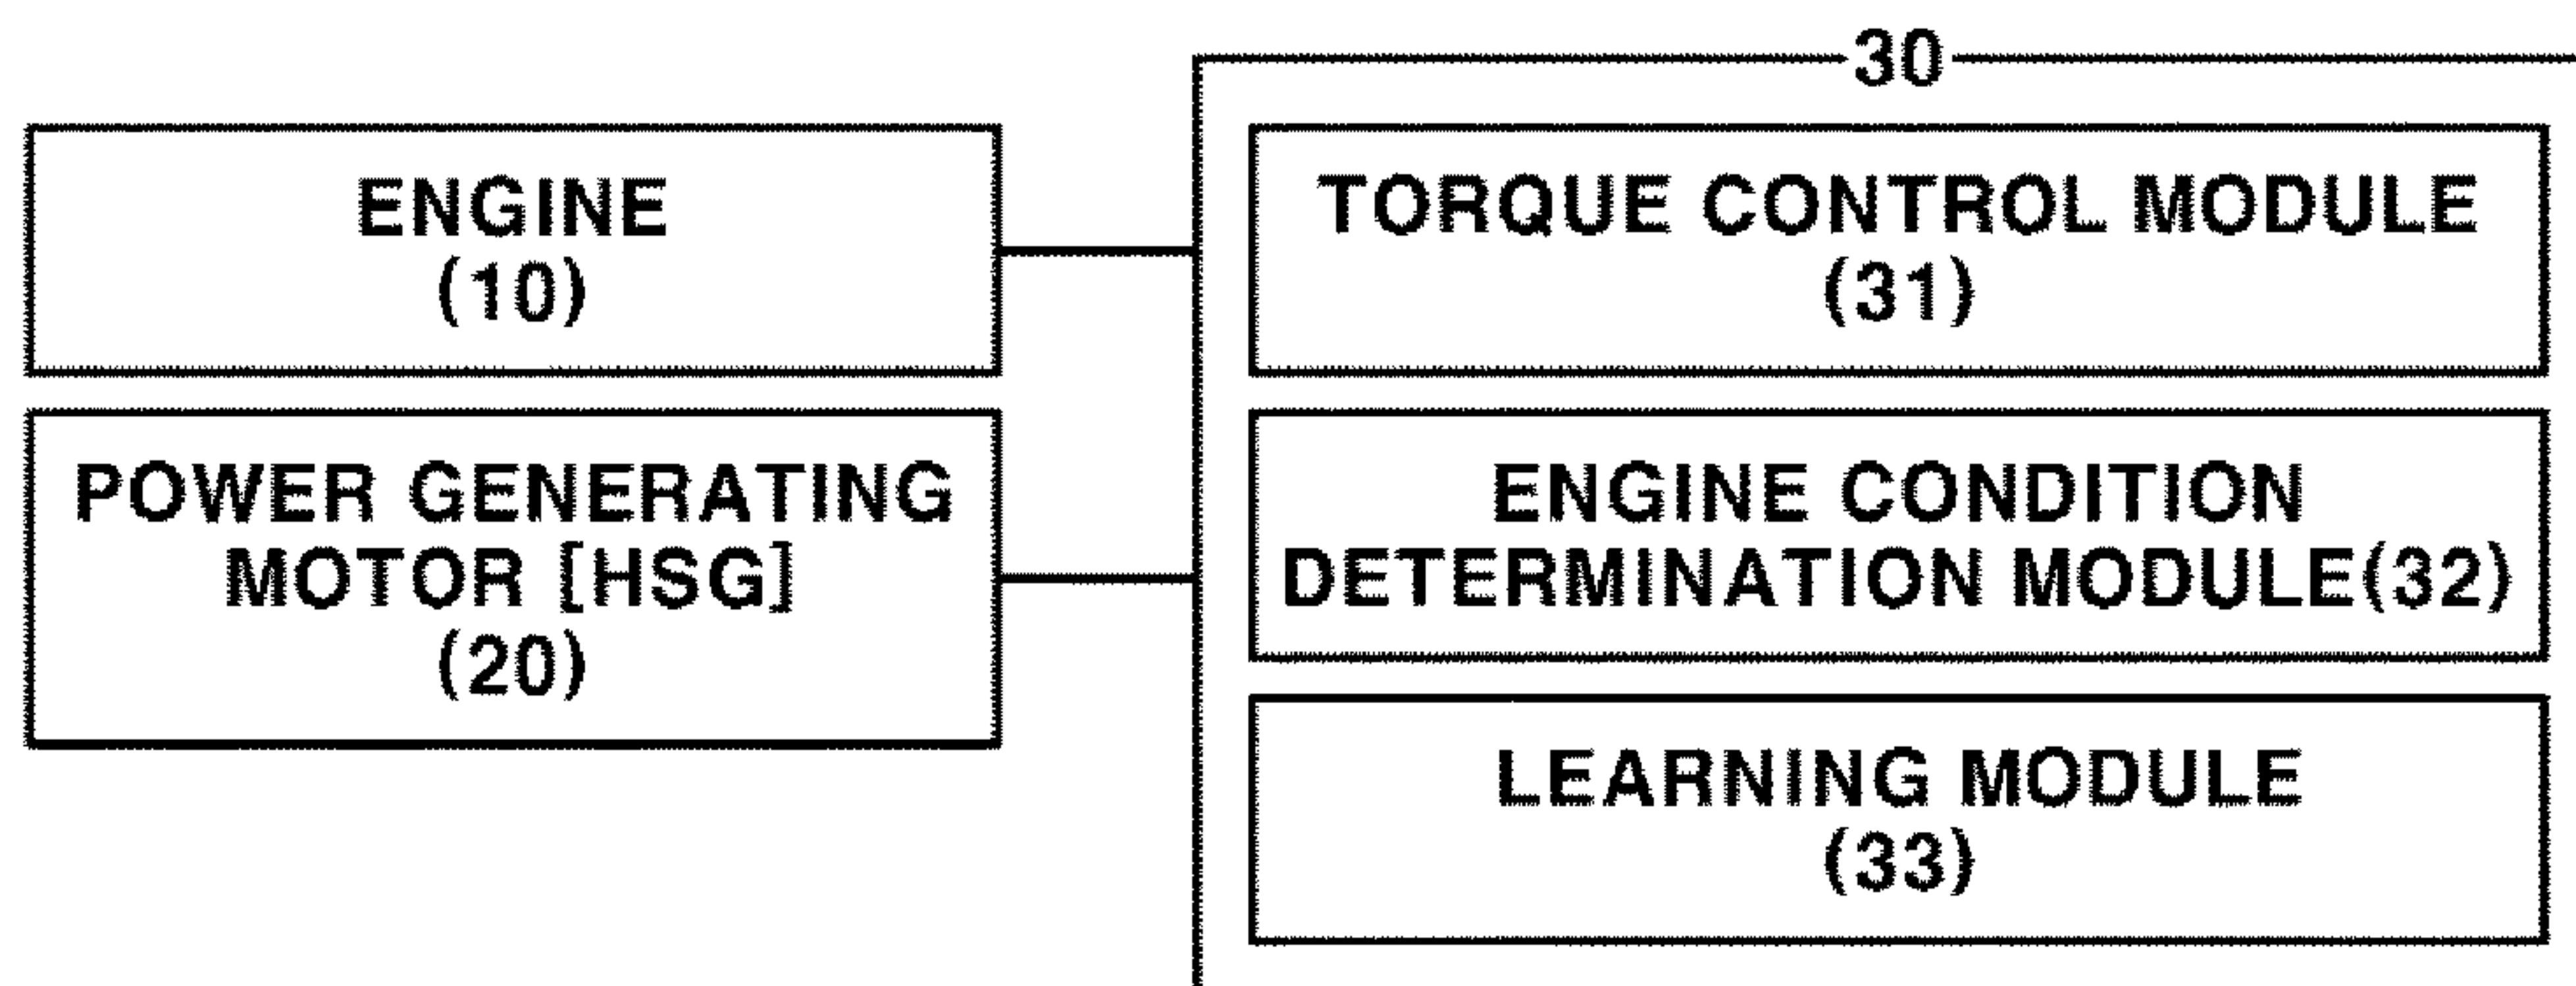 30
ENGINE
(10)
POWER GENERATING
MOTOR [HSG]
(20)
TORQUE CONTROL MODULE
(31)
ENGINE CONDITION
DETERMINATION MODULE(32)
LEARNING MODULE
(33)